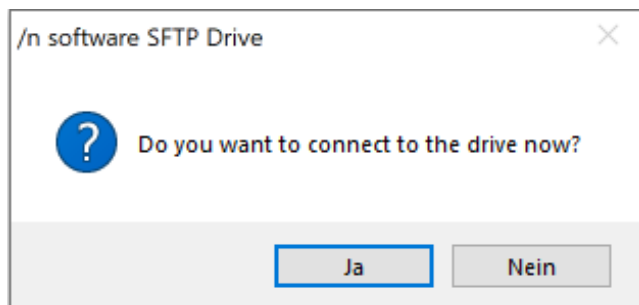 /n software SFTP Drive
?
Do you want to connect to the drive now?
Ja
Nein